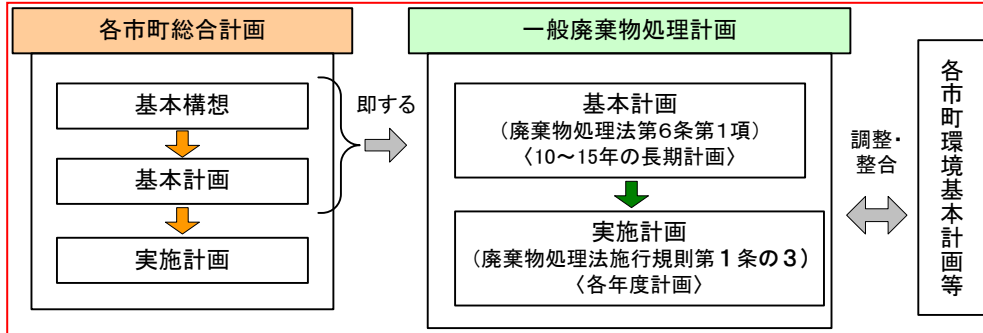 各市町総合計画
基本構想
基本計画
実施計画
即する
一般廃棄物処理計画
基本計画
(廃棄物処理法第6条第1項)
〈10~15年の長期計画〉
実施計画
(廃棄物処理法施行規則第1条の3)
〈各年度計画〉
調整・
整合
各市町環境基本計画等